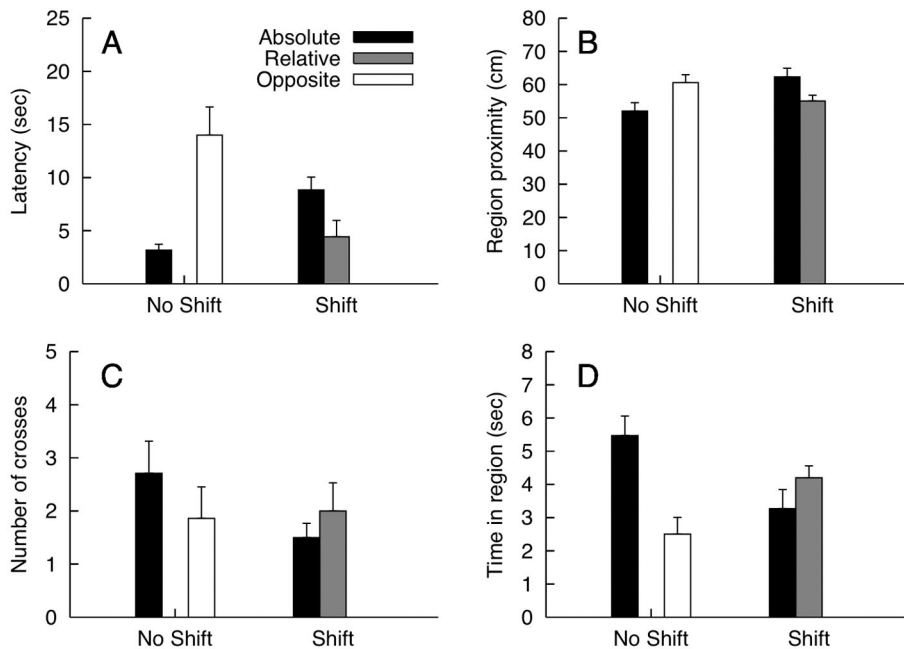 A
Absolute
Relative
Opposite
Latency (sec)
25
20
15
10
5
0
No Shift
Shift
B
Region proximity (cm)
80
70
60
50
40
30
20
10
0
No Shift
Shift
C
Number of crosses
5
4
3
2
1
0
No Shift
Shift
D
Time in region (sec)
8
7
6
5
4
3
2
1
0
No Shift
Shift